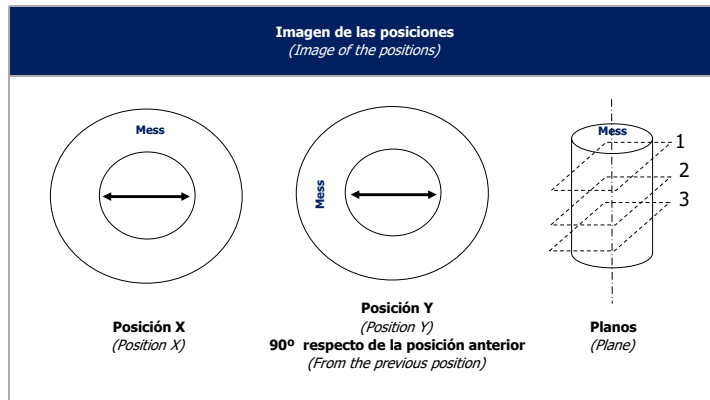 Imagen de las posiciones
(Image of the positions)
Mess
Mess
Mess
1
2
3
Posición X
(Position X)
Posición Y
(Position Y)
90º respecto de la posición anterior
(From the previous position)
Planos
(Plane)